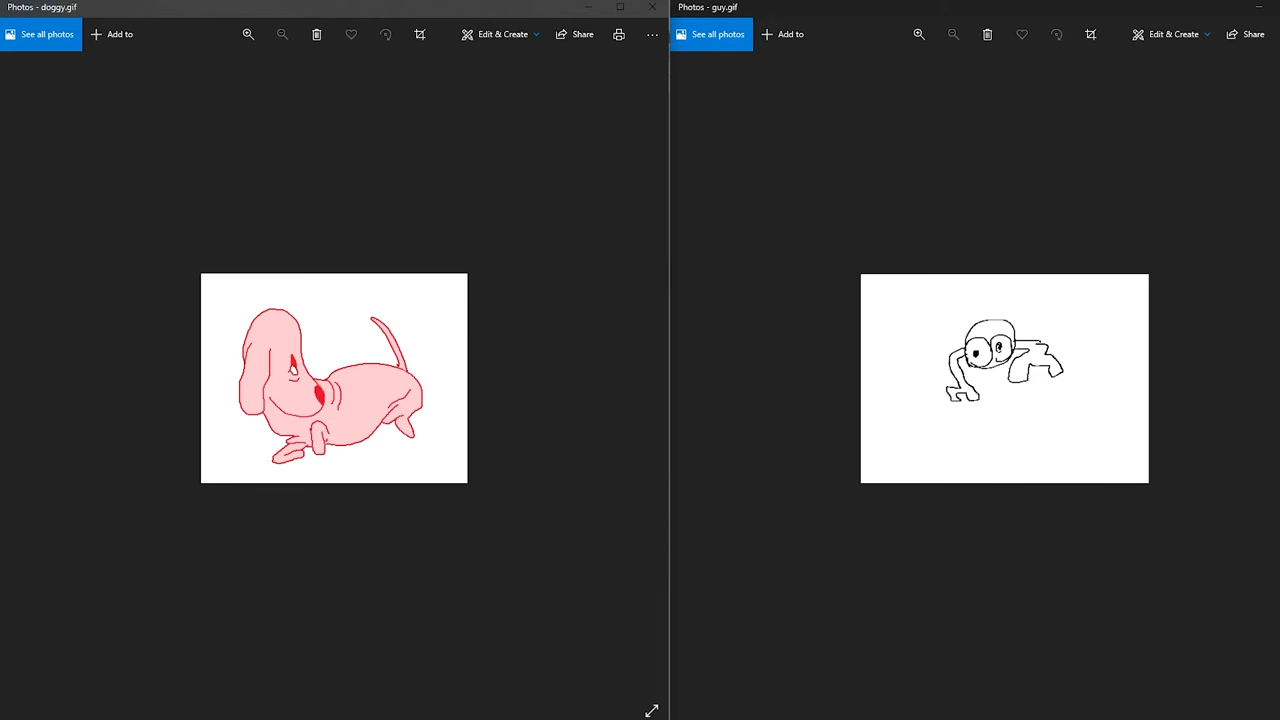 Photos - doggy.gif
See all photos
Add to
Edit & Create
Share
Photos - guy.gif
See all photos
Add to
Edit & Create
Share